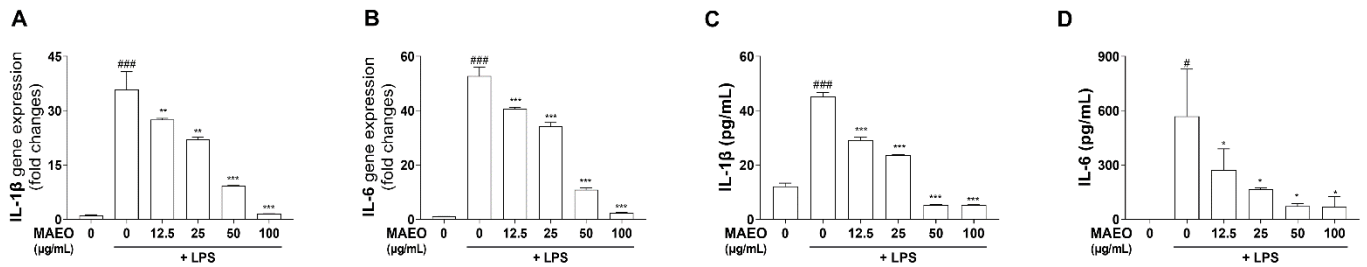 A
IL-1β gene expression
(fold changes)
45
30
15
0
###
**
**
***
***
MAEO
(μg/mL)
0 0 12.5 25 50 100
+ LPS
B
IL-6 gene expression
(fold changes)
60
40
20
0
###
***
***
***
***
MAEO
(μg/mL)
0 0 12.5 25 50 100
+ LPS
C
IL-1β (pg/mL)
60
40
20
0
###
***
***
***
***
MAEO
(μg/mL)
0 0 12.5 25 50 100
+ LPS
D
IL-6 (pg/mL)
900
600
300
0
#
*
*
*
*
MAEO
(μg/mL)
0 0 12.5 25 50 100
+ LPS